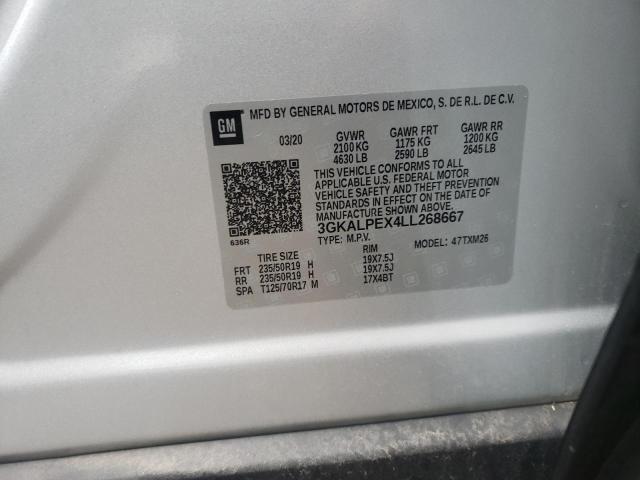 GM MFD BY GENERAL MOTORS DE MEXICO, S. DE R.L. DE C.V.
03/20 GVWR GAWR FRT GAWR RR
2100 KG 1175 KG 1200 KG
4630 LB 2590 LB 2645 LB
THIS VEHICLE CONFORMS TO ALL
APPLICABLE U.S. FEDERAL MOTOR
VEHICLE SAFETY AND THEFT PREVENTION
STANDARDS IN EFFECT ON THE DATE OF
MANUFACTURE SHOWN ABOVE.
3GKALPEX4LL268667
636R TYPE: M.P.V. MODEL: 47TXM26
TIRE SIZE RIM
FRT 235/50R19 H 19X7.5J
RR 235/50R19 H 19X7.5J
SPA T125/70R17 M 17X4BT